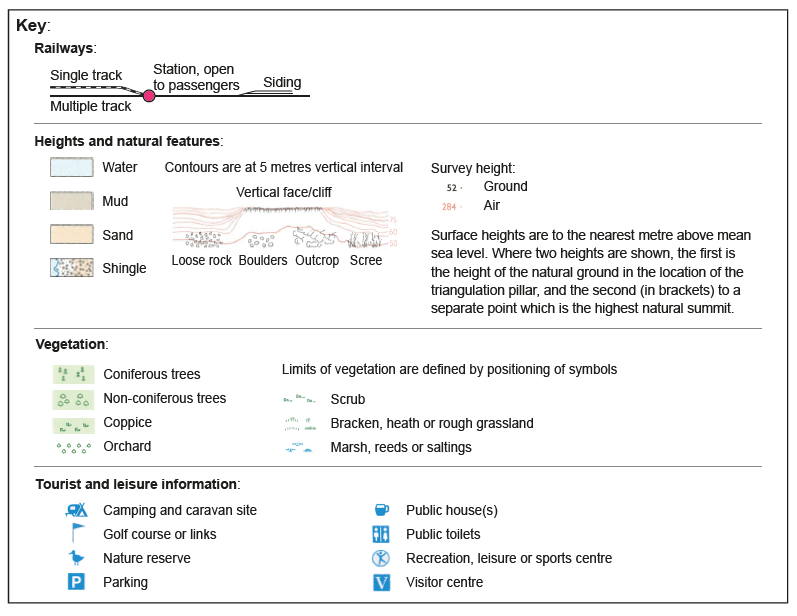 Key:
Railways:
Single track
Station, open
to passengers
Siding
Multiple track
Heights and natural features:
Water
Mud
Sand
Shingle
Contours are at 5 metres vertical interval
Vertical face/cliff
75
60
50
Loose rock
Boulders
Outcrop
Scree
Survey height:
52 · Ground
284 · Air
Surface heights are to the nearest metre above mean
sea level. Where two heights are shown, the first is
the height of the natural ground in the location of the
triangulation pillar, and the second (in brackets) to a
separate point which is the highest natural summit.
Vegetation:
Coniferous trees
Non-coniferous trees
Coppice
Orchard
Limits of vegetation are defined by positioning of symbols
Scrub
Bracken, heath or rough grassland
Marsh, reeds or saltings
Tourist and leisure information:
Camping and caravan site
Golf course or links
Nature reserve
P Parking
Public house(s)
Public toilets
Recreation, leisure or sports centre
V Visitor centre